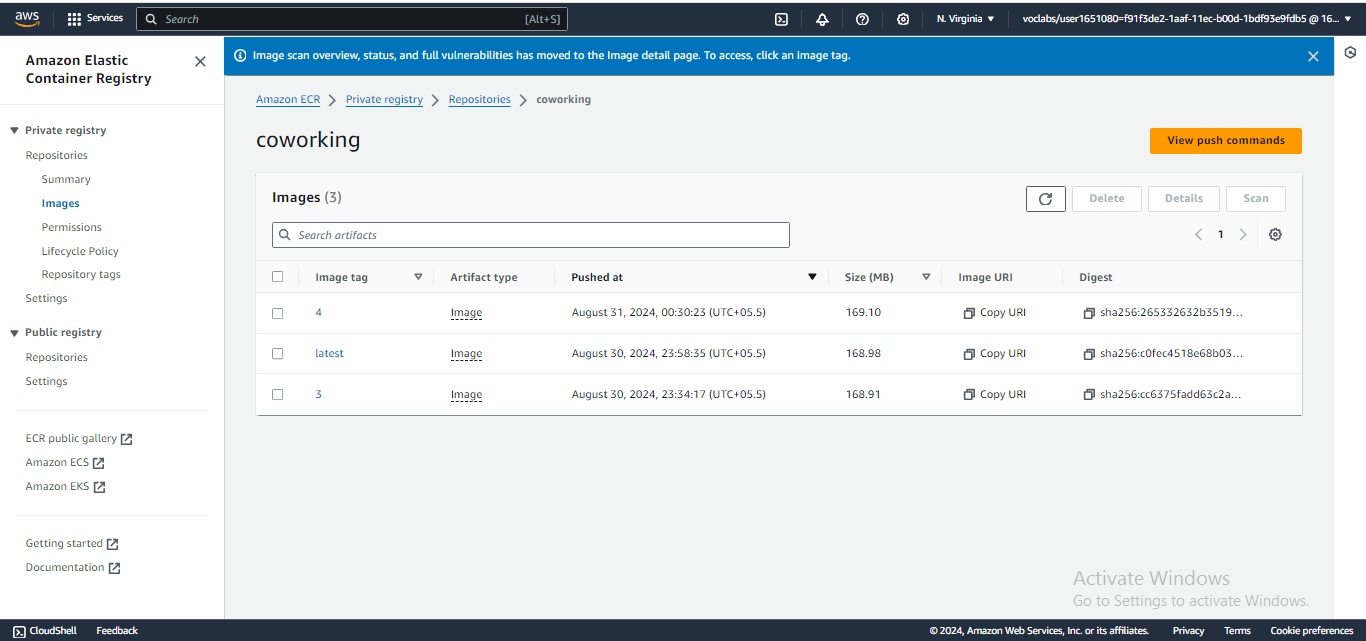 aws
Services
Search
[Alt+S]
N. Virginia
voclabs/user1651080=f91f3de2-1aaf-11ec-b00d-1bdf93e9fdb5 @ 16...
Amazon Elastic
Container Registry
Private registry
Repositories
Summary
Images
Permissions
Lifecycle Policy
Repository tags
Settings
Public registry
Repositories
Settings
ECR public gallery
Amazon ECS
Amazon EKS
Getting started
Documentation
Image scan overview, status, and full vulnerabilities has moved to the Image detail page. To access, click an image tag.
Amazon ECR > Private registry > Repositories > coworking
coworking
View push commands
Images (3)
Delete
Details
Scan
Search artifacts
1
Image tag Artifact type Pushed at Size (MB) Image URI Digest
4 Image August 31, 2024, 00:30:23 (UTC+05.5) 169.10 Copy URI sha256:265332632b3519...
latest Image August 30, 2024, 23:58:35 (UTC+05.5) 168.98 Copy URI sha256:c0fec4518e68b03...
3 Image August 30, 2024, 23:34:17 (UTC+05.5) 168.91 Copy URI sha256:cc6375fadd63c2a...
Activate Windows
Go to Settings to activate Windows.
CloudShell
Feedback
© 2024, Amazon Web Services, Inc. or its affiliates.
Privacy
Terms
Cookie preferences